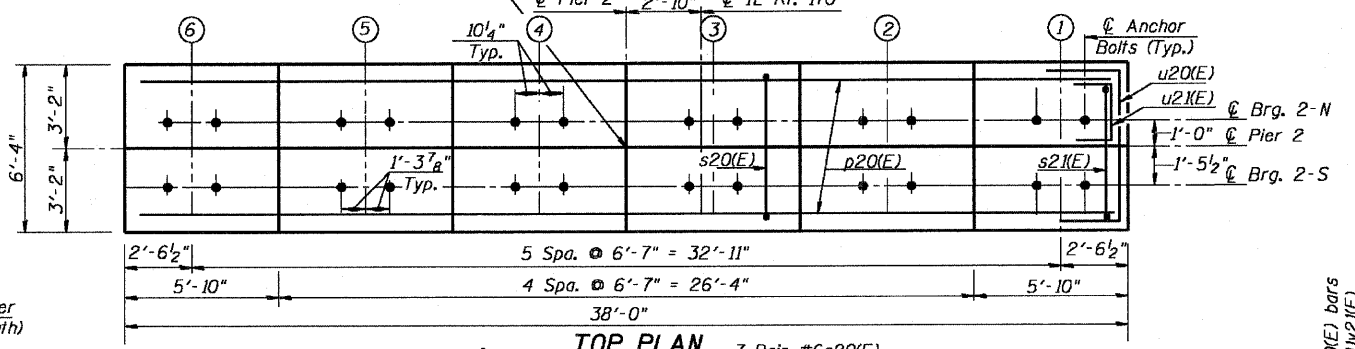 ℄ Pier 2
2'-10"
℄ IL Rt. 170
6
5
4
3
2
1
10¼"
Typ.
℄ Anchor
Bolts (Typ.)
u20(E)
u21(E)
℄ Brg. 2-N
1'-0" ℄ Pier 2
1'-5½"
℄ Brg. 2-S
3'-2"
6'-4"
3'-2"
1'-3⅞"
Typ.
s20(E)
p20(E)
s21(E)
2'-6½"
5 Spa. @ 6'-7" = 32'-11"
2'-6½"
5'-10"
4 Spa. @ 6'-7" = 26'-4"
5'-10"
38'-0"
TOP PLAN
(E) bars